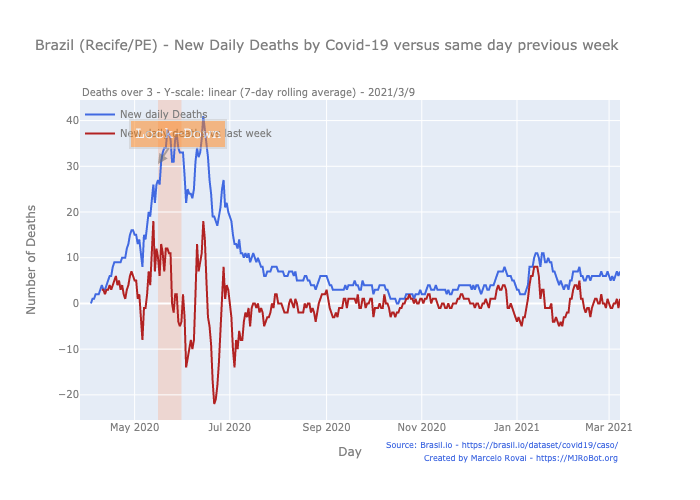 Brazil (Recife/PE) - New Daily Deaths by Covid-19 versus same day previous week
Deaths over 3 - Y-scale: linear (7-day rolling average) - 2021/3/9
New daily Deaths
last week
40
30
20
10
0
−10
−20
Number of Deaths
May 2020
Jul 2020
Sep 2020
Nov 2020
Jan 2021
Mar 2021
Day
Source: Brasil.io - https://brasil.io/dataset/covid19/caso/
Created by Marcelo Rovai - https://MJRoBot.org